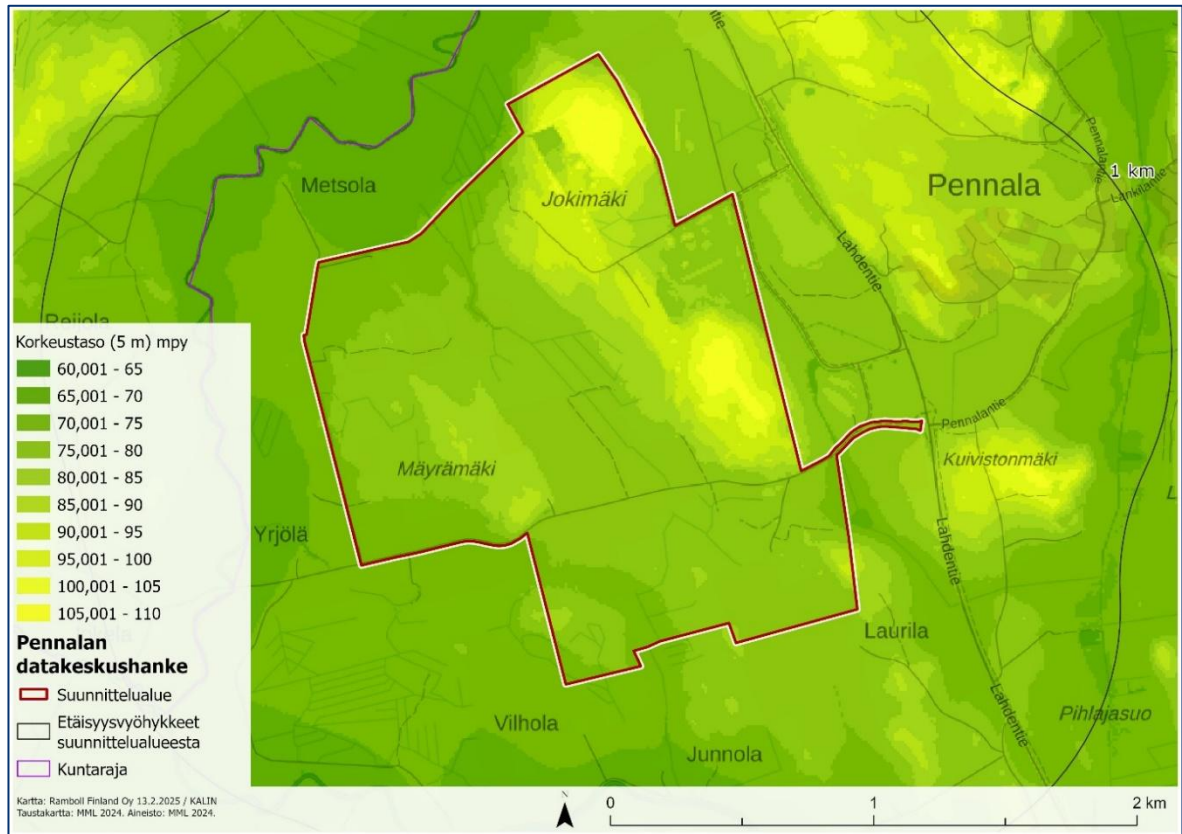 Metsola
Jokimäki
Pennala
Pennalantie
1 km
Lankilantie
Lahdentie
Lahdentie
Reijola
Mäyrämäki
Pennalantie
Kuivistonmäki
Yrjölä
Lahdentie
Laurila
Lahdentie
Pihlajasuo
Vilhola
Junnola
Korkeustaso (5 m) mpy
60,001 - 65
65,001 - 70
70,001 - 75
75,001 - 80
80,001 - 85
85,001 - 90
90,001 - 95
95,001 - 100
100,001 - 105
105,001 - 110
Pennalan
datakeskushanke
Suunnittelualue
Etäisyysvyöhykkeet
suunnittelualueesta
Kuntaraja
Kartta: Ramboll Finland Oy 13.2.2025 / KALIN
Taustakartta: MML 2024. Aineisto: MML 2024.
N
0 1 2 km